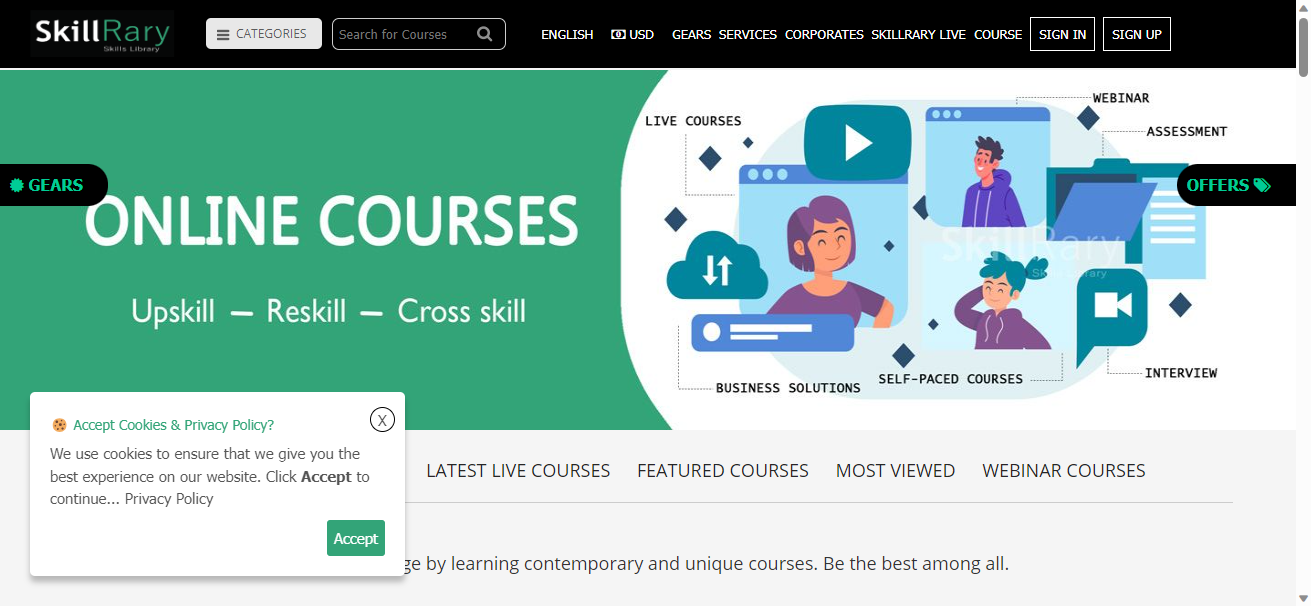 SkillRary
Skills Library
CATEGORIES
Search for Courses
ENGLISH
USD
GEARS
SERVICES
CORPORATES
SKILLRARY LIVE
COURSE
SIGN IN
SIGN UP
GEARS
OFFERS
ONLINE COURSES
Upskill — Reskill — Cross skill
LIVE COURSES
WEBINAR
ASSESSMENT
SkillRary
Skills Library
BUSINESS SOLUTIONS
SELF-PACED COURSES
INTERVIEW
Accept Cookies & Privacy Policy?
X
We use cookies to ensure that we give you the
best experience on our website. Click Accept to
continue... Privacy Policy
Accept
LATEST LIVE COURSES
FEATURED COURSES
MOST VIEWED
WEBINAR COURSES
by learning contemporary and unique courses. Be the best among all.